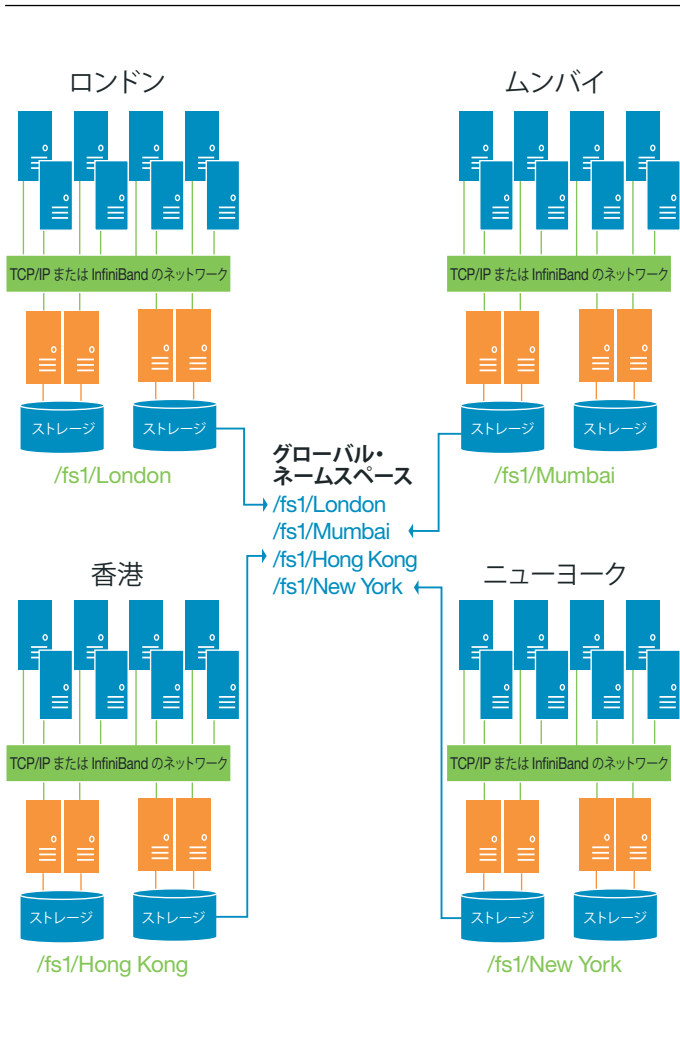 ロンドン
TCP/IP または InfiniBand のネットワーク
ストレージ
ストレージ
/fs1/London
ムンバイ
TCP/IP または InfiniBand のネットワーク
ストレージ
ストレージ
/fs1/Mumbai
グローバル・
ネームスペース
/fs1/London
/fs1/Mumbai
/fs1/Hong Kong
/fs1/New York
香港
TCP/IP または InfiniBand のネットワーク
ストレージ
ストレージ
/fs1/Hong Kong
ニューヨーク
TCP/IP または InfiniBand のネットワーク
ストレージ
ストレージ
/fs1/New York